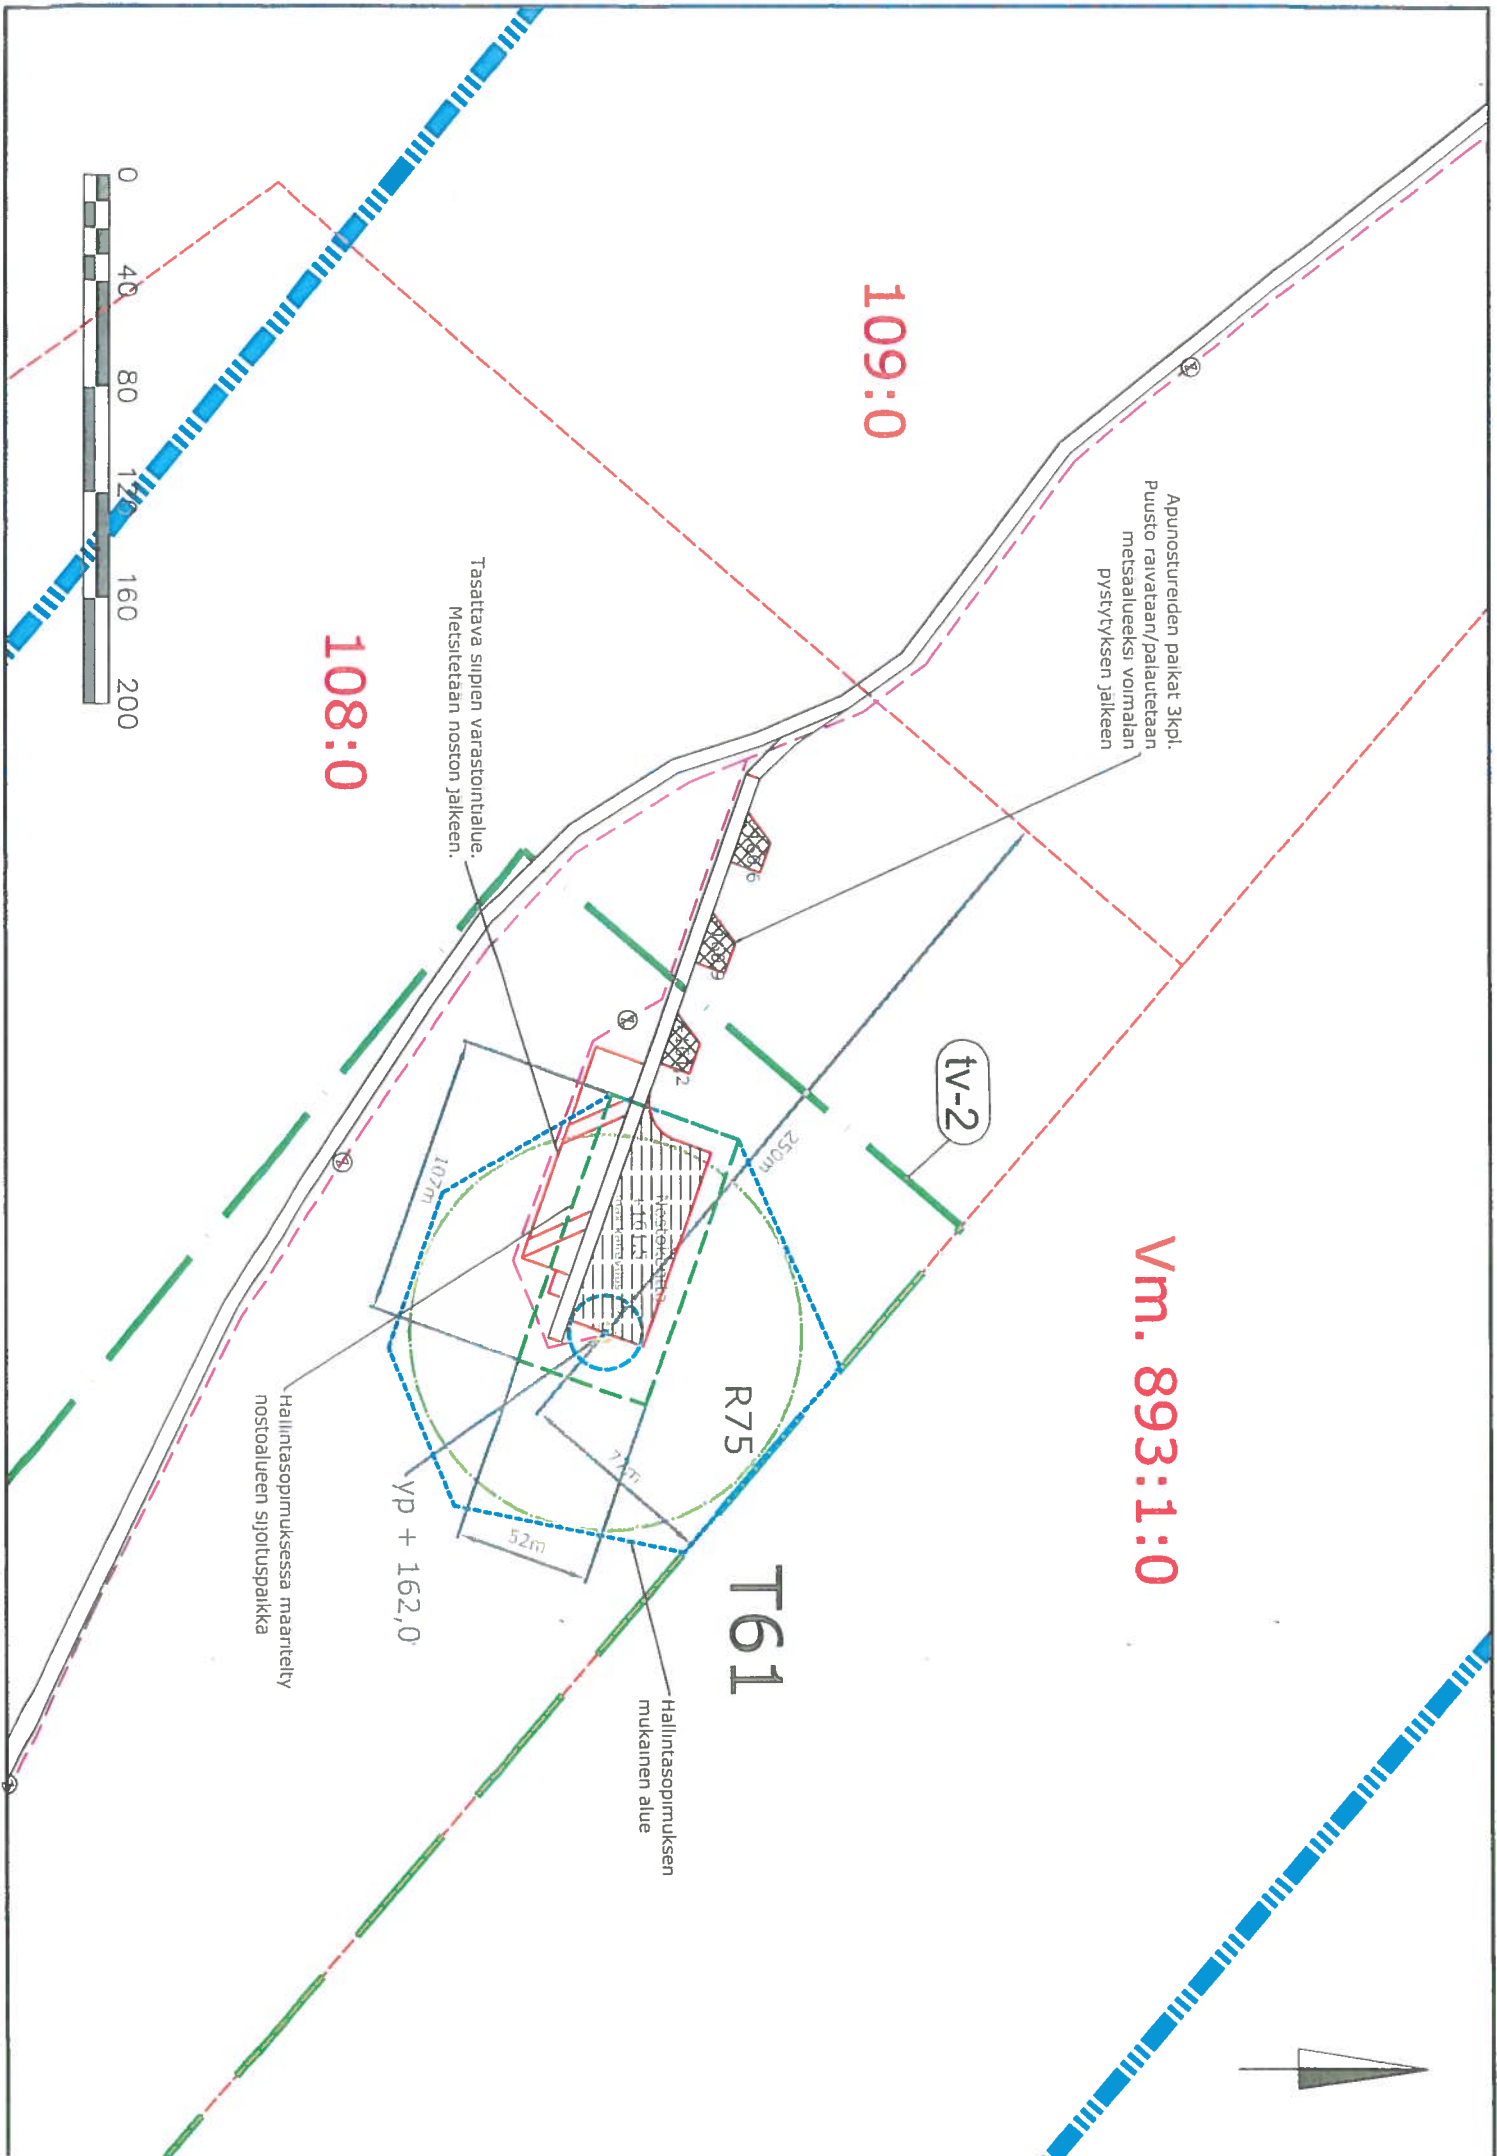 Apunostureiden paikat 3kpl.
Puusto raivataan/palautetaan
metsäalueeksi voimalan
pystytyksen jälkeen
Vm. 893:1:0
tv-2
109:0
250m
R75
T61
Hallintasopimuksen
mukainen alue
77m
52m
yp + 162,0
107m
Tasattava siipien varastointialue.
Metsitetään noston jälkeen.
108:0
Hallintasopimuksessa määritelty
nostoalueen sijoituspaikka
0 40 80 120 160 200